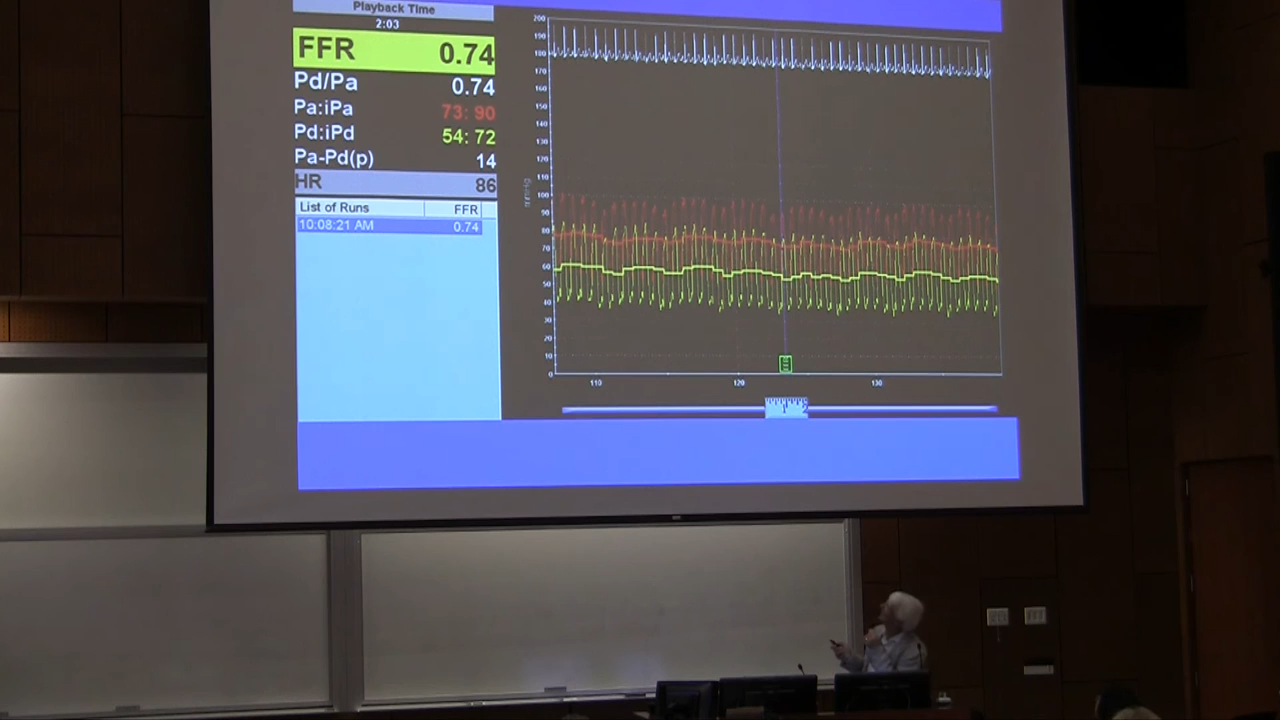 Playback Time
2:03
FFR 0.74
Pd/Pa 0.74
Pa:iPa 73: 90
Pd:iPd 54: 72
Pa-Pd(p) 14
HR 86
List of Runs FFR
10:08:21 AM 0.74
200
190
180
170
160
150
140
130
120
110
100
90
80
70
60
50
40
30
20
10
0
mmHg
110 120 130